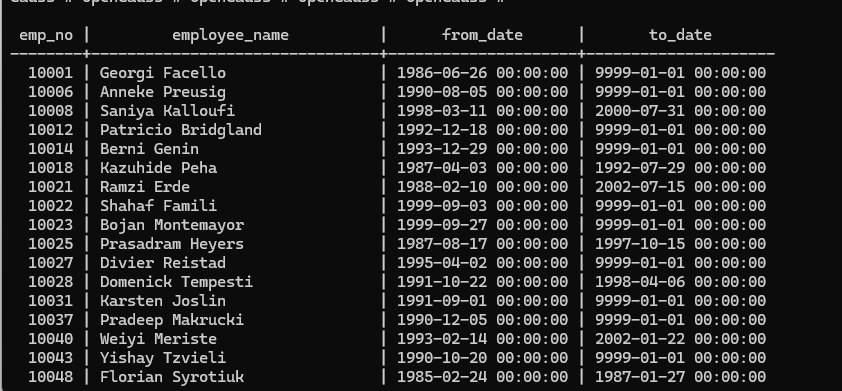 emp_no | employee_name | from_date | to_date
--------+--------------------------------+---------------------+---------------------
10001 | Georgi Facello | 1986-06-26 00:00:00 | 9999-01-01 00:00:00
10006 | Anneke Preusig | 1990-08-05 00:00:00 | 9999-01-01 00:00:00
10008 | Saniya Kalloufi | 1998-03-11 00:00:00 | 2000-07-31 00:00:00
10012 | Patricio Bridgland | 1992-12-18 00:00:00 | 9999-01-01 00:00:00
10014 | Berni Genin | 1993-12-29 00:00:00 | 9999-01-01 00:00:00
10018 | Kazuhide Peha | 1987-04-03 00:00:00 | 1992-07-29 00:00:00
10021 | Ramzi Erde | 1988-02-10 00:00:00 | 2002-07-15 00:00:00
10022 | Shahaf Famili | 1999-09-03 00:00:00 | 9999-01-01 00:00:00
10023 | Bojan Montemayor | 1999-09-27 00:00:00 | 9999-01-01 00:00:00
10025 | Prasadram Heyers | 1987-08-17 00:00:00 | 1997-10-15 00:00:00
10027 | Divier Reistad | 1995-04-02 00:00:00 | 9999-01-01 00:00:00
10028 | Domenick Tempesti | 1991-10-22 00:00:00 | 1998-04-06 00:00:00
10031 | Karsten Joslin | 1991-09-01 00:00:00 | 9999-01-01 00:00:00
10037 | Pradeep Makrucki | 1990-12-05 00:00:00 | 9999-01-01 00:00:00
10040 | Weiyi Meriste | 1993-02-14 00:00:00 | 2002-01-22 00:00:00
10043 | Yishay Tzvieli | 1990-10-20 00:00:00 | 9999-01-01 00:00:00
10048 | Florian Syrotiuk | 1985-02-24 00:00:00 | 1987-01-27 00:00:00